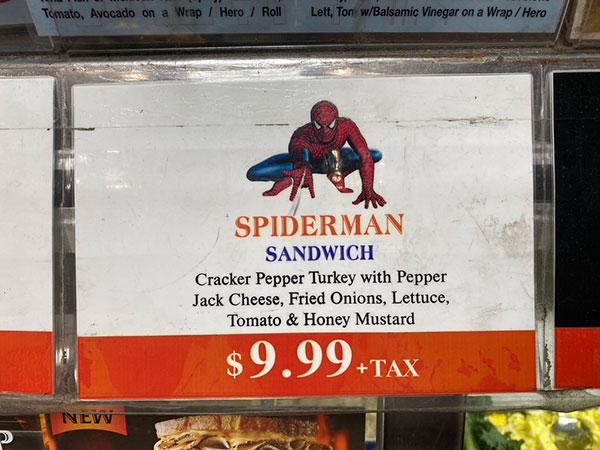 Tomato, Avocado on a Wrap / Hero / Roll
Lett, Tom w/Balsamic Vinegar on a Wrap / Hero
SPIDERMAN
SANDWICH
Cracker Pepper Turkey with Pepper
Jack Cheese, Fried Onions, Lettuce,
Tomato & Honey Mustard
$9.99+TAX
NEW
P